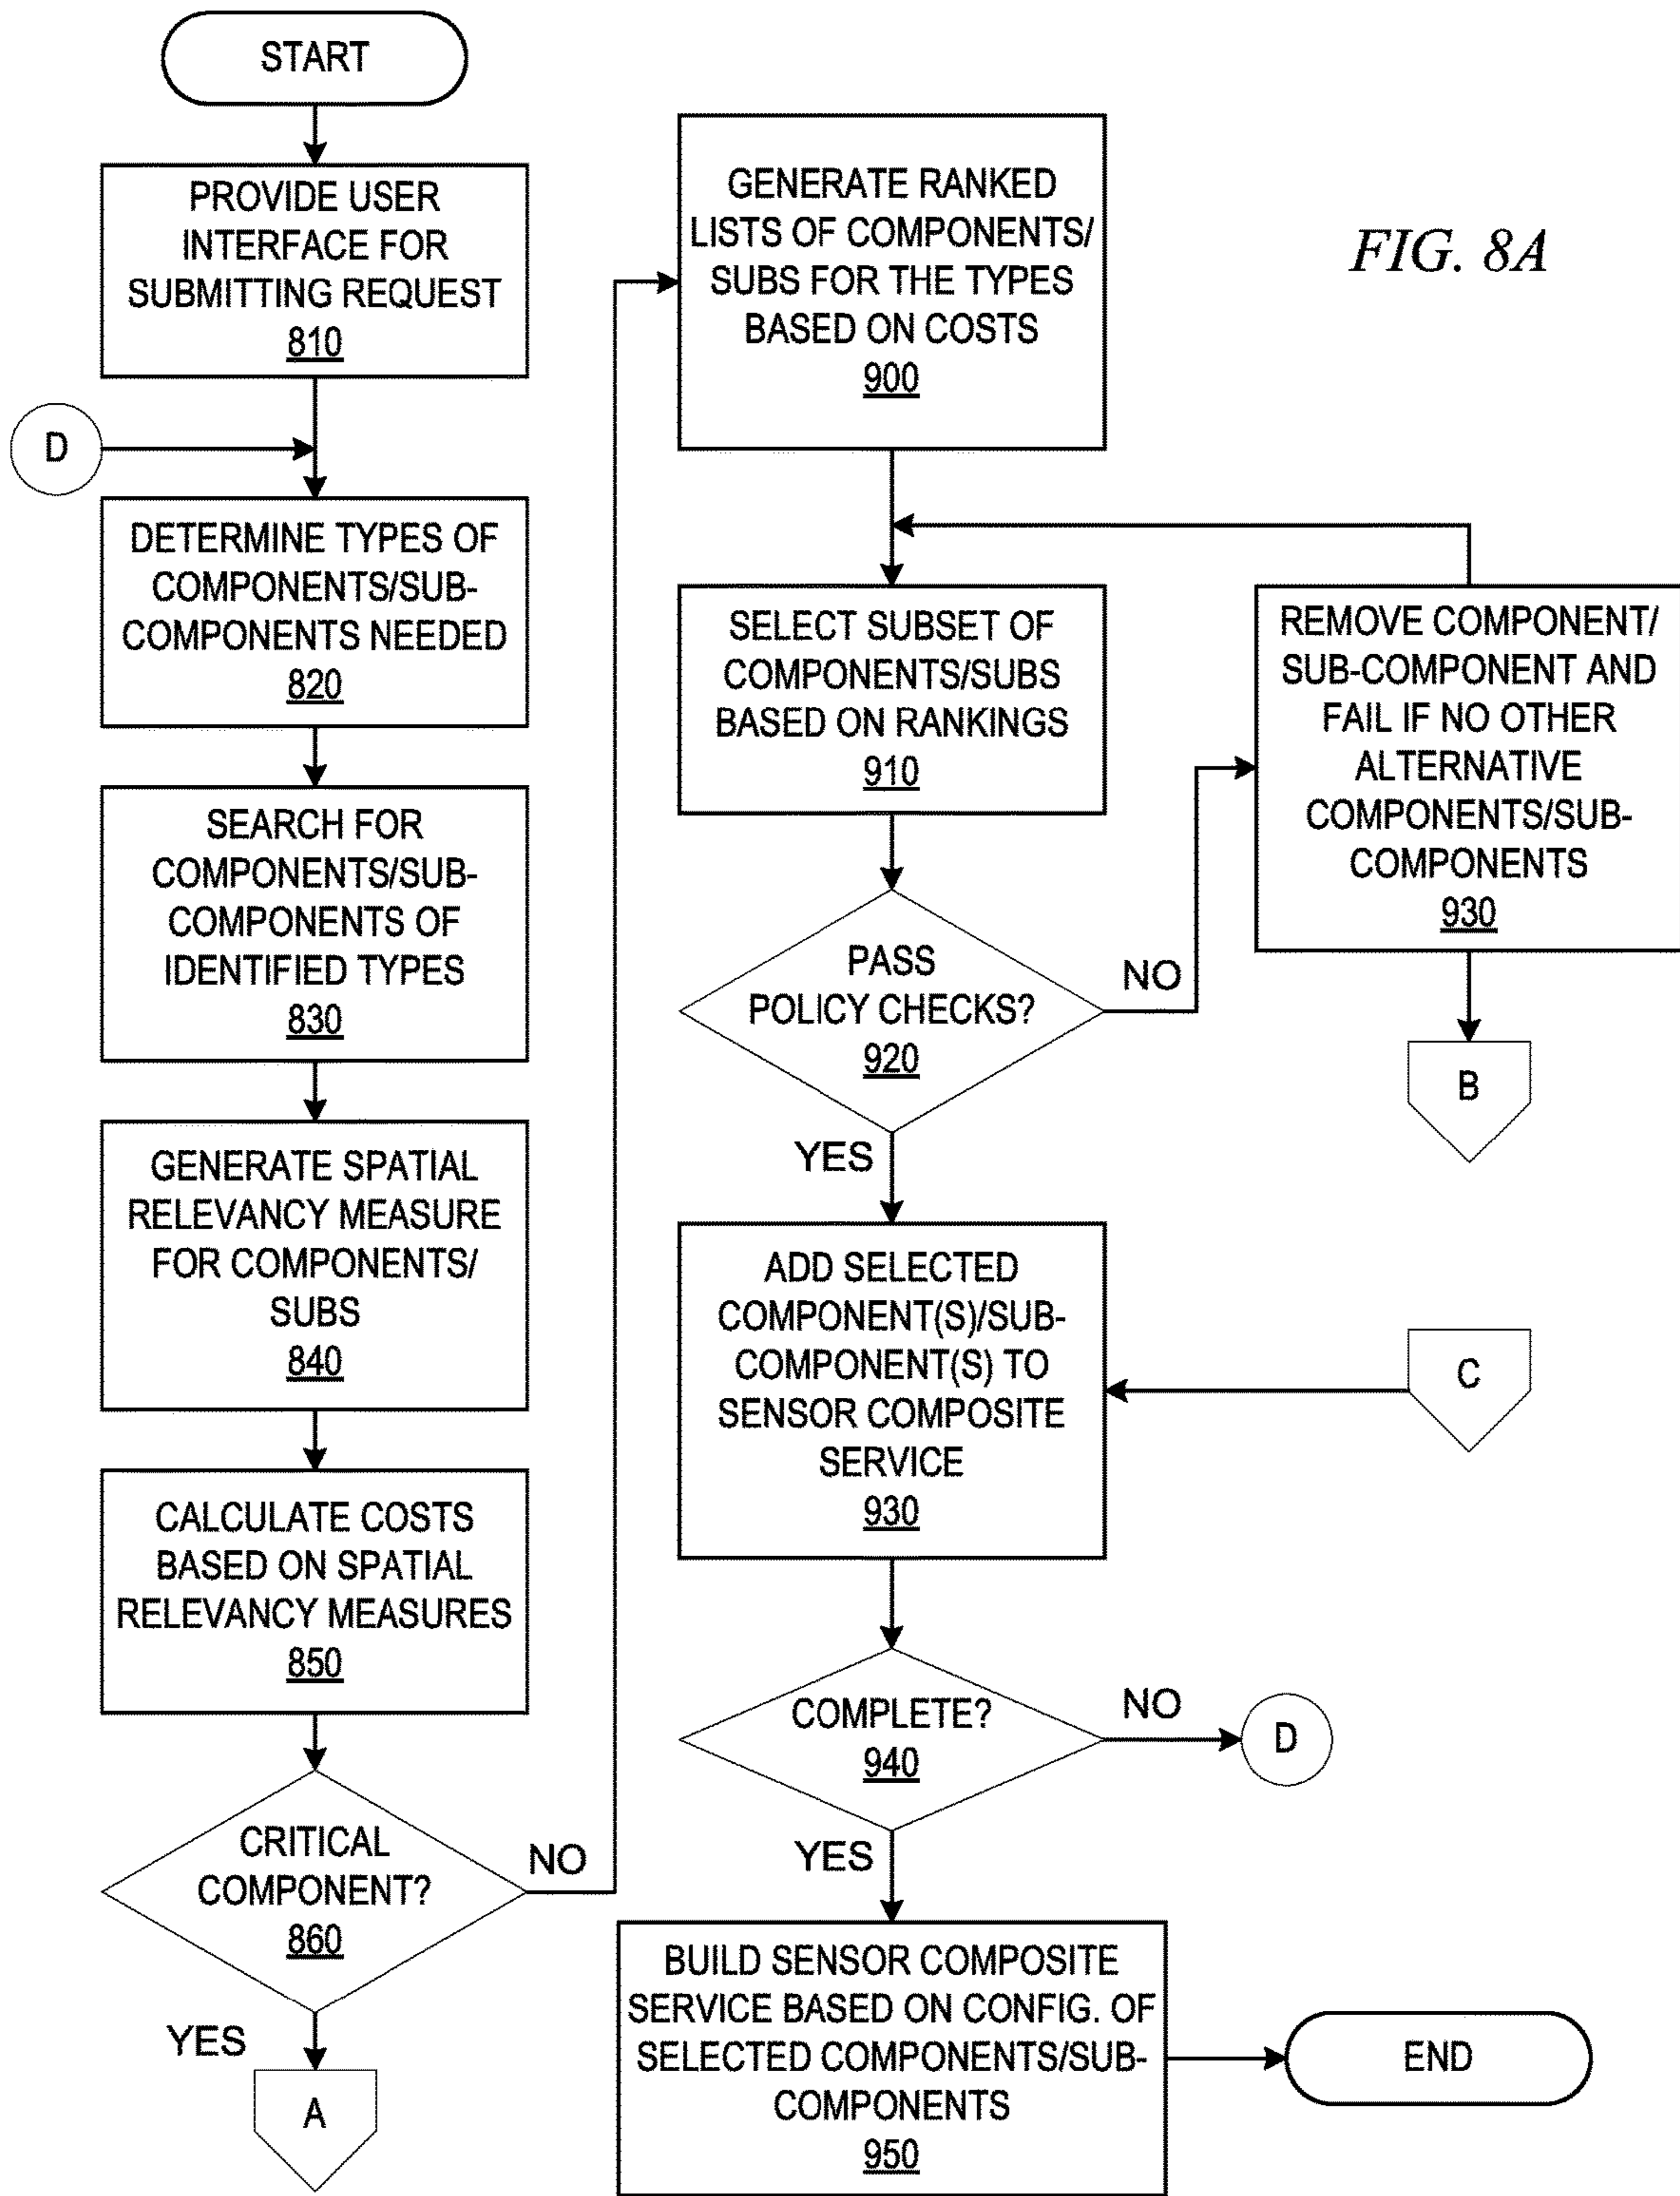 START
PROVIDE USER
INTERFACE FOR
SUBMITTING REQUEST
810
D
DETERMINE TYPES OF
COMPONENTS/SUB-
COMPONENTS NEEDED
820
SEARCH FOR
COMPONENTS/SUB-
COMPONENTS OF
IDENTIFIED TYPES
830
GENERATE SPATIAL
RELEVANCY MEASURE
FOR COMPONENTS/
SUBS
840
CALCULATE COSTS
BASED ON SPATIAL
RELEVANCY MEASURES
850
CRITICAL
COMPONENT?
860
NO
YES
A
GENERATE RANKED
LISTS OF COMPONENTS/
SUBS FOR THE TYPES
BASED ON COSTS
900
SELECT SUBSET OF
COMPONENTS/SUBS
BASED ON RANKINGS
910
PASS
POLICY CHECKS?
920
NO
YES
ADD SELECTED
COMPONENT(S)/SUB-
COMPONENT(S) TO
SENSOR COMPOSITE
SERVICE
930
COMPLETE?
940
NO
D
YES
BUILD SENSOR COMPOSITE
SERVICE BASED ON CONFIG. OF
SELECTED COMPONENTS/SUB-
COMPONENTS
950
FIG. 8A
REMOVE COMPONENT/
SUB-COMPONENT AND
FAIL IF NO OTHER
ALTERNATIVE
COMPONENTS/SUB-
COMPONENTS
930
B
C
END